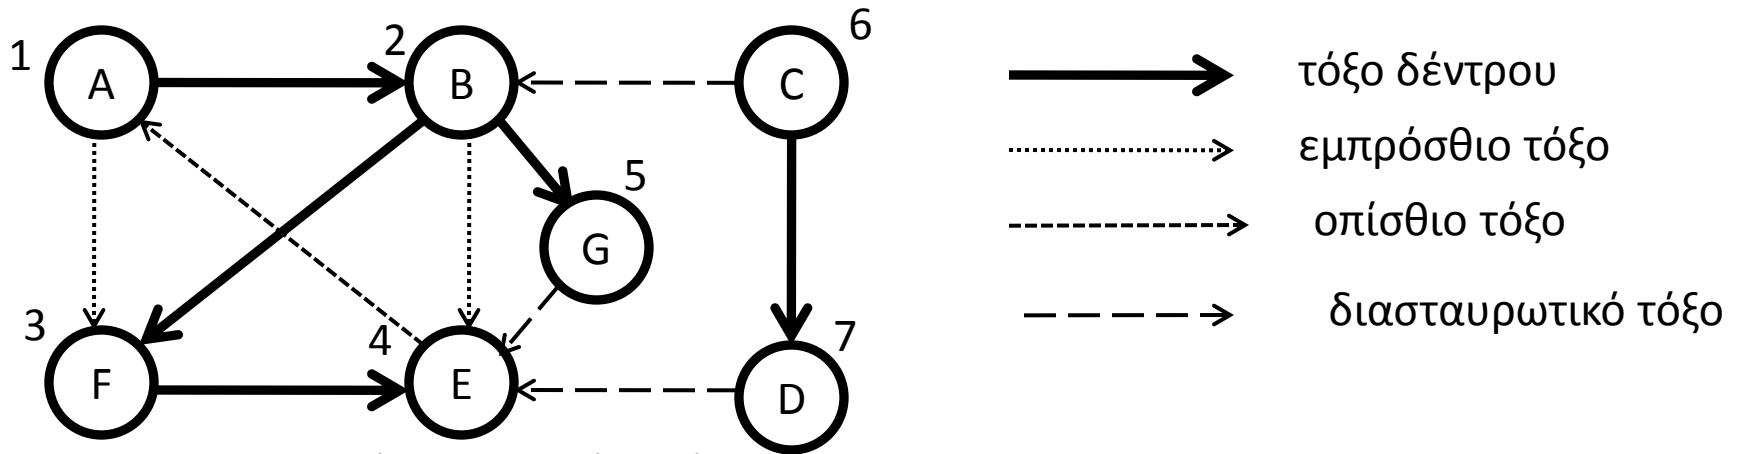 1 A 2 B C 6
5
G
3 F 4 E D 7
τόξο δέντρου
εμπρόσθιο τόξο
οπίσθιο τόξο
διασταυρωτικό τόξο